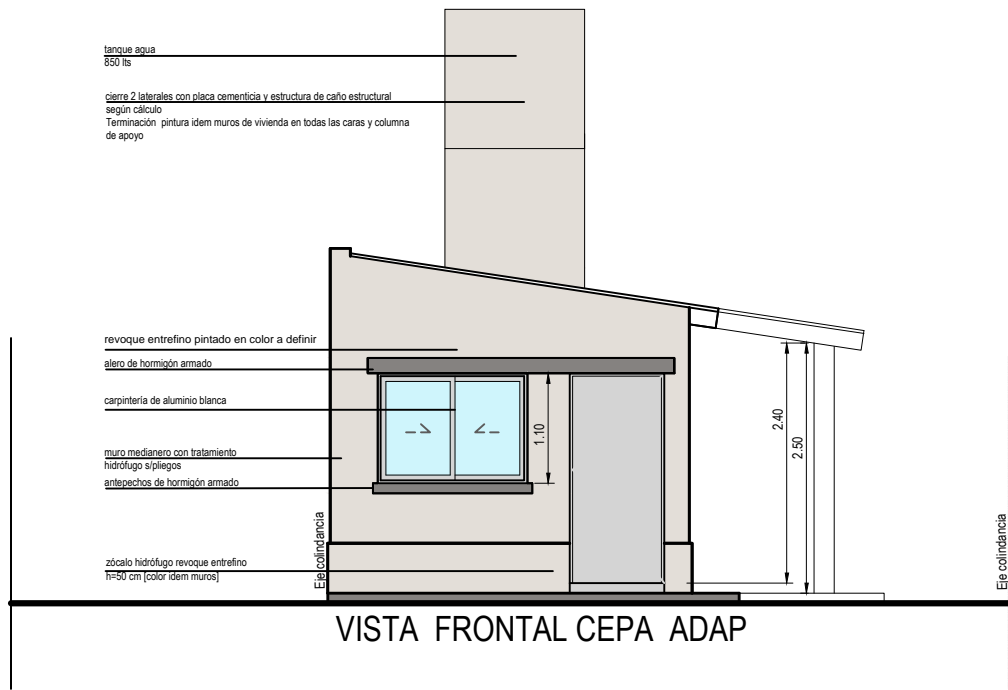 tanque agua
850 lts
cierre 2 laterales con placa cementicia y estructura de caño estructural
según cálculo
Terminación pintura idem muros de vivienda en todas las caras y columna
de apoyo
revoque entrefino pintado en color a definir
alero de hormigón armado
carpintería de aluminio blanca
muro medianero con tratamiento
hidrófugo s/pliegos
antepechos de hormigón armado
zócalo hidrófugo revoque entrefino
h=50 cm [color idem muros]
Eje colindancia
1.10
2.40
2.50
Eje colindancia
VISTA FRONTAL CEPA ADAP